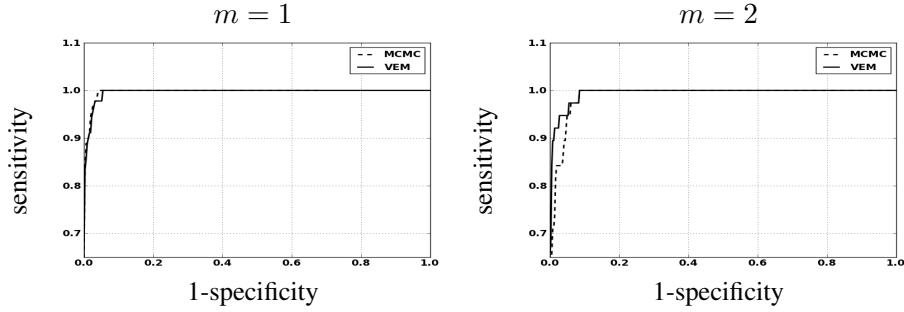 m = 1
1.1
1.0
0.9
0.8
0.7
sensitivity
MCMC
VEM
0.0 0.2 0.4 0.6 0.8 1.0
1-specificity
m = 2
1.1
1.0
0.9
0.8
0.7
sensitivity
MCMC
VEM
0.0 0.2 0.4 0.6 0.8 1.0
1-specificity